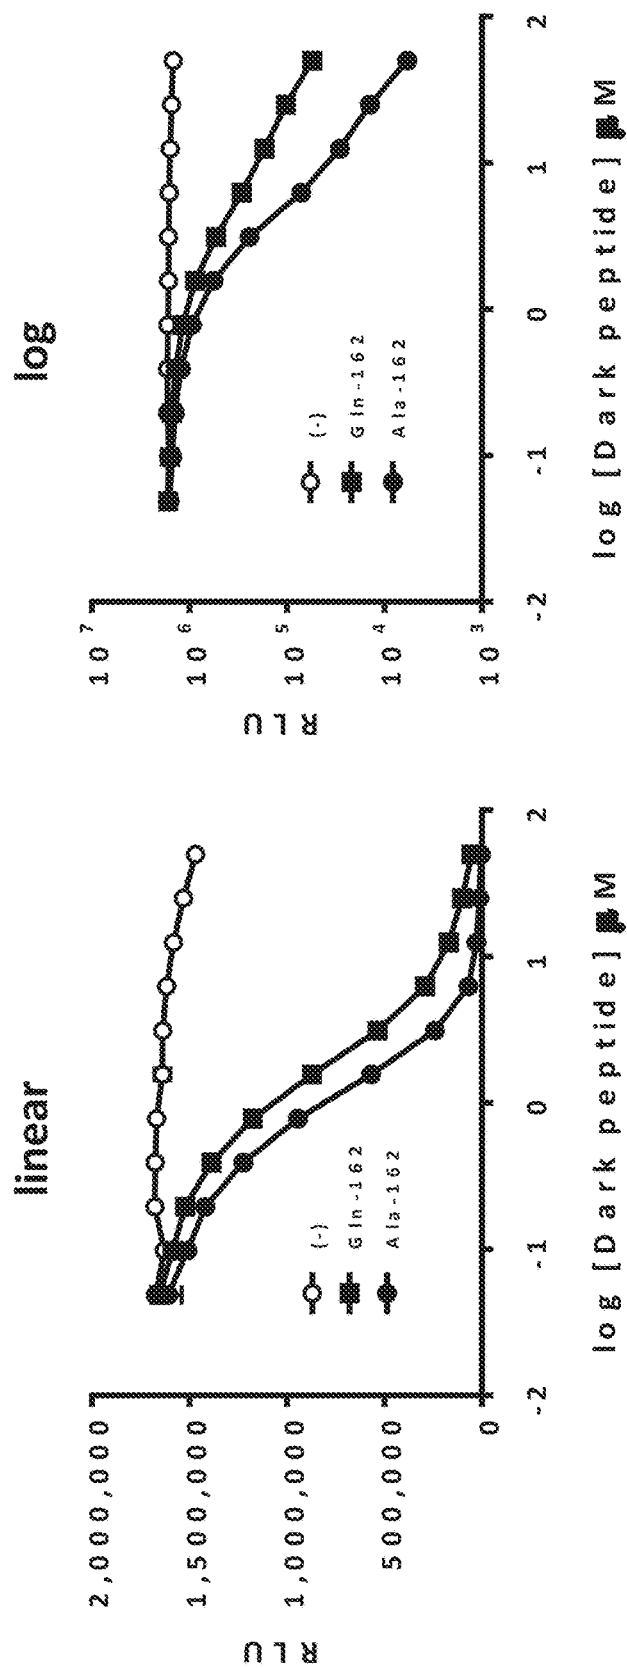 linear
RLU
2,000,000
1,500,000
1,000,000
500,000
0
-2
-1
0
1
2
(-)
Gln-162
Ala-162
log [Dark peptide] µM
log
RLU
10^7
10^6
10^5
10^4
10^3
-2
-1
0
1
2
(-)
Gln-162
Ala-162
log [Dark peptide] µM